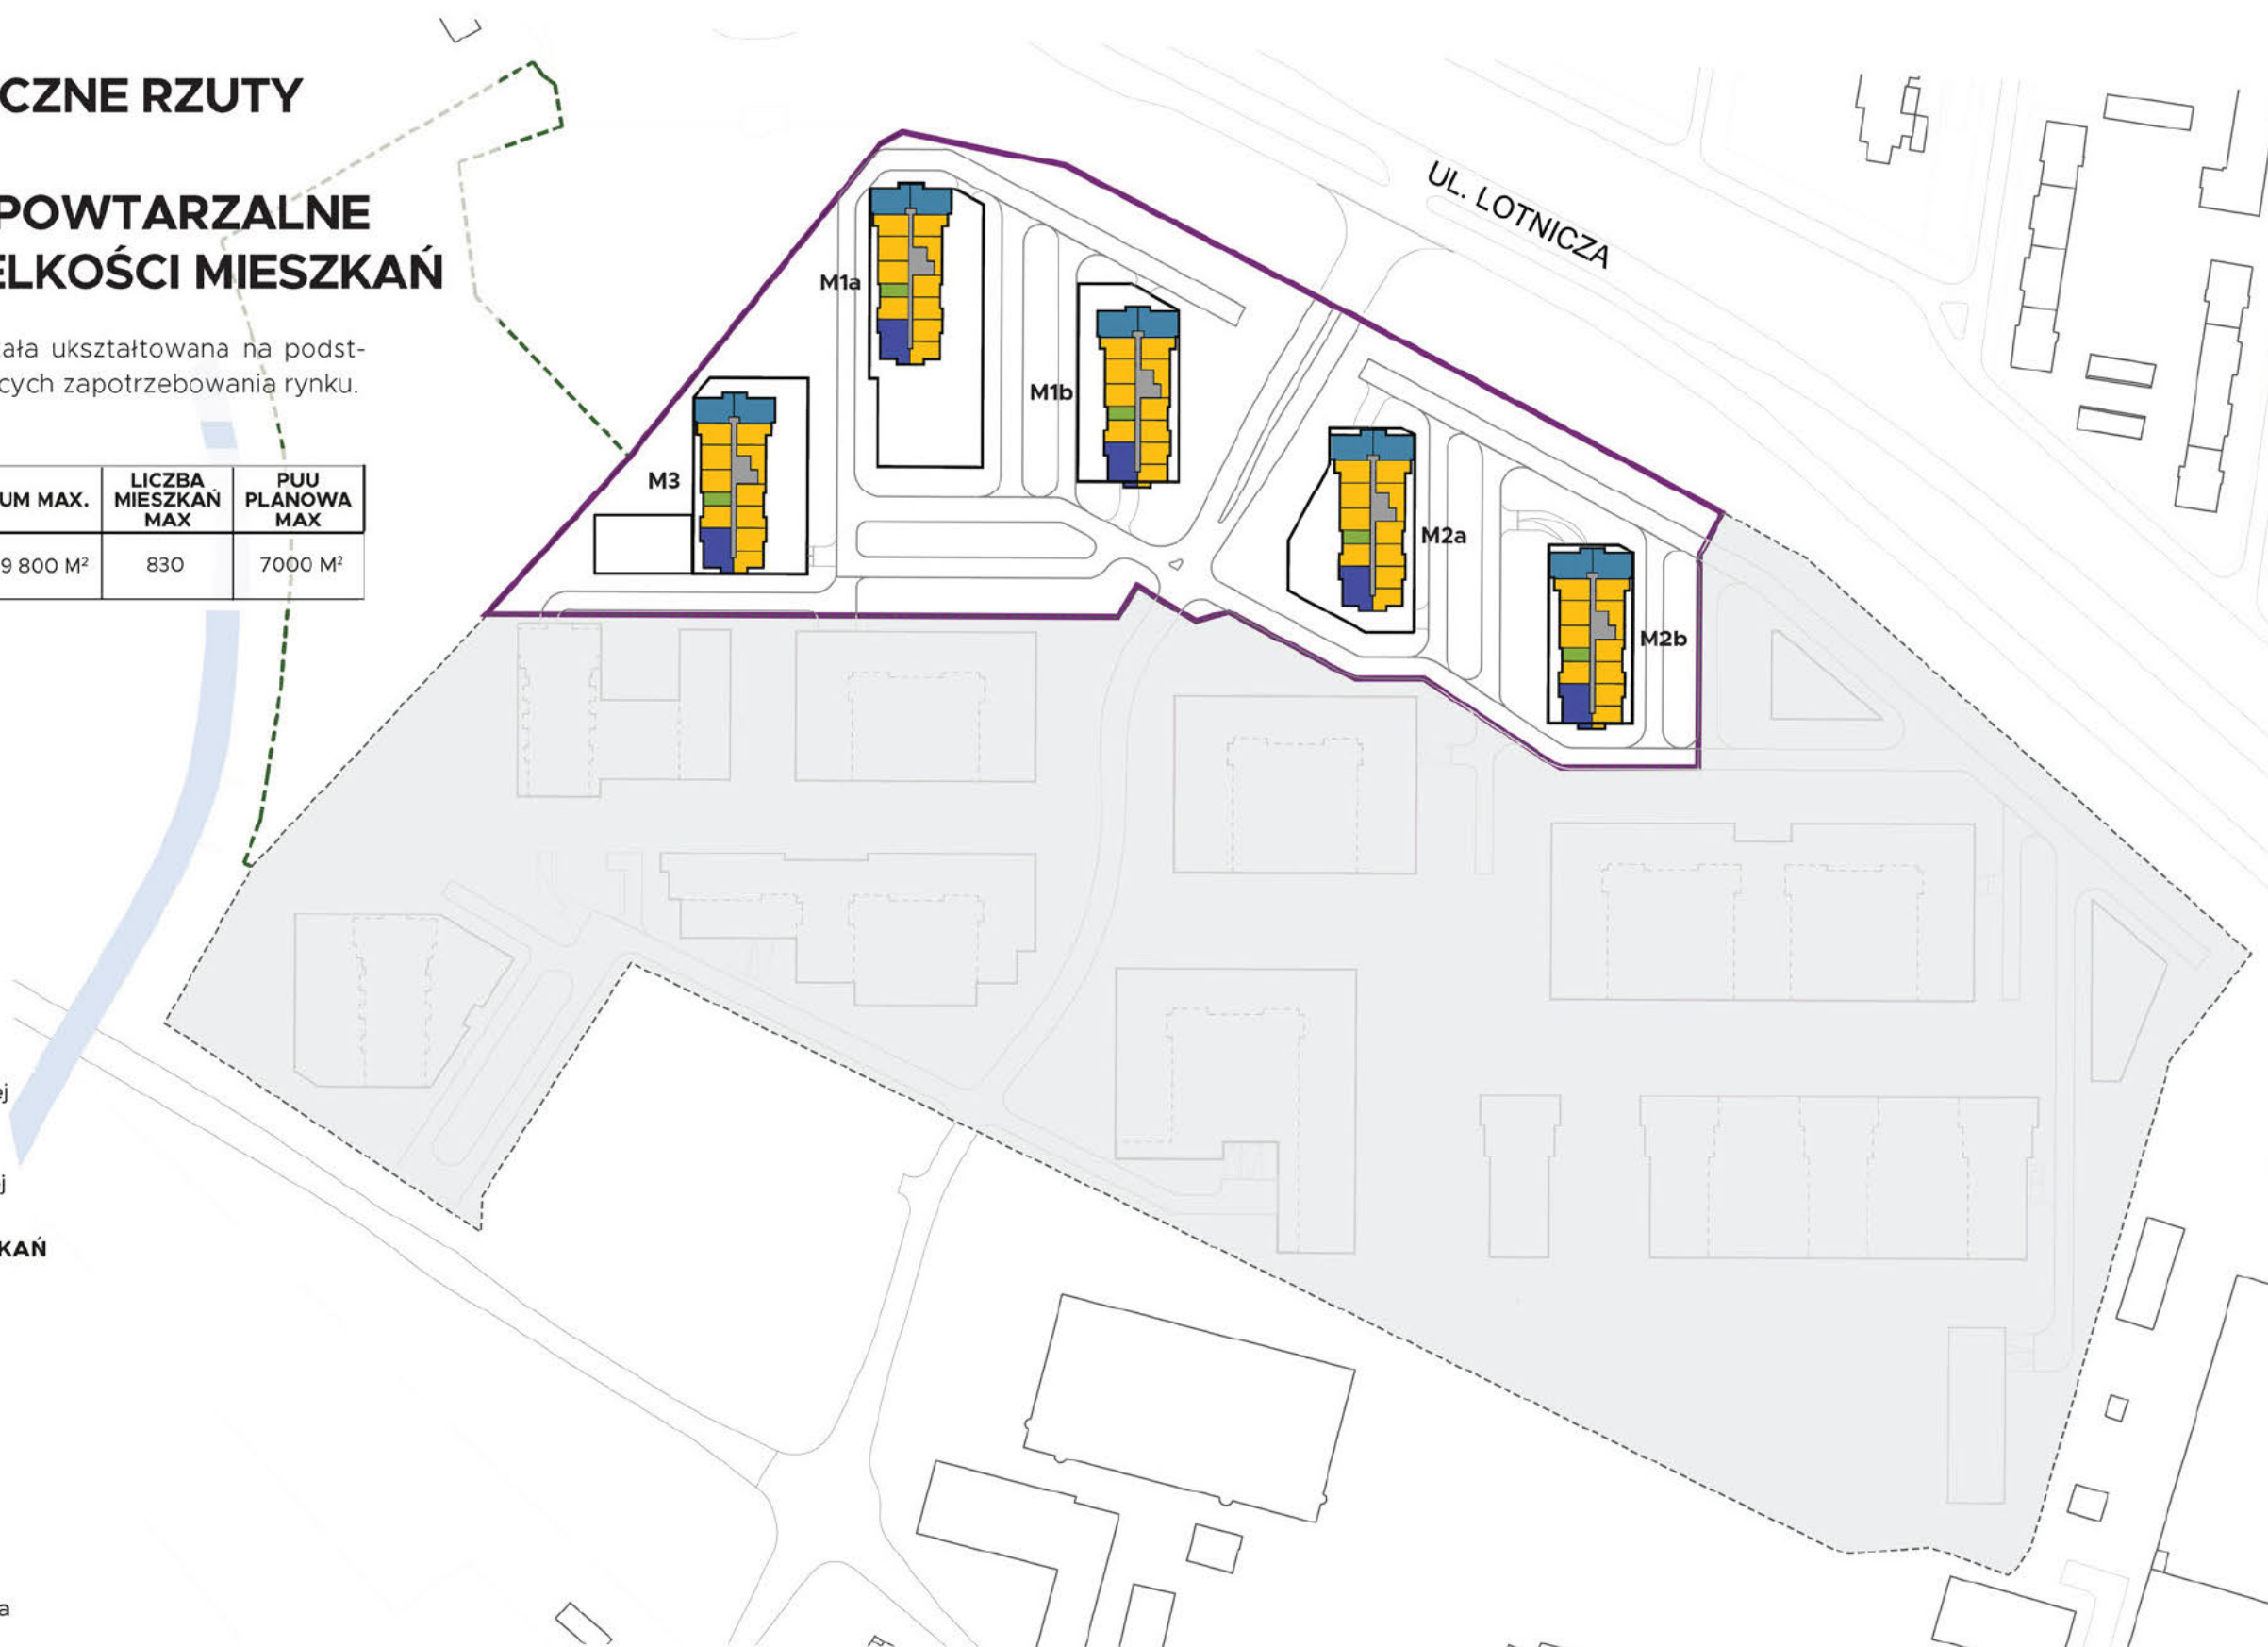 CZNE RZUTY
POWTARZALNE
ELKOŚCI MIESZKAŃ
ała ukształtowana na podst-
cych zapotrzebowania rynku.
UM MAX.
LICZBA
MIESZKAŃ
MAX
PUU
PLANOWA
MAX
9 800 M²
830
7000 M²
UL. LOTNICZA
M1a
M1b
M3
M2a
M2b
j
KAŃ
a